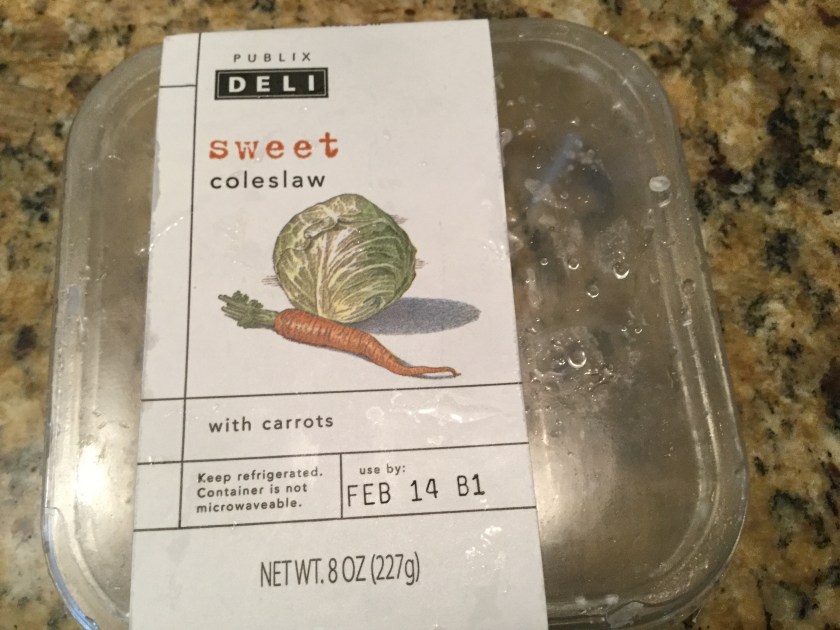 PUBLIX
DELI
sweet
coleslaw
with carrots
Keep refrigerated.
Container is not
microwaveable.
use by:
FEB 14 B1
NET WT. 8 OZ (227g)